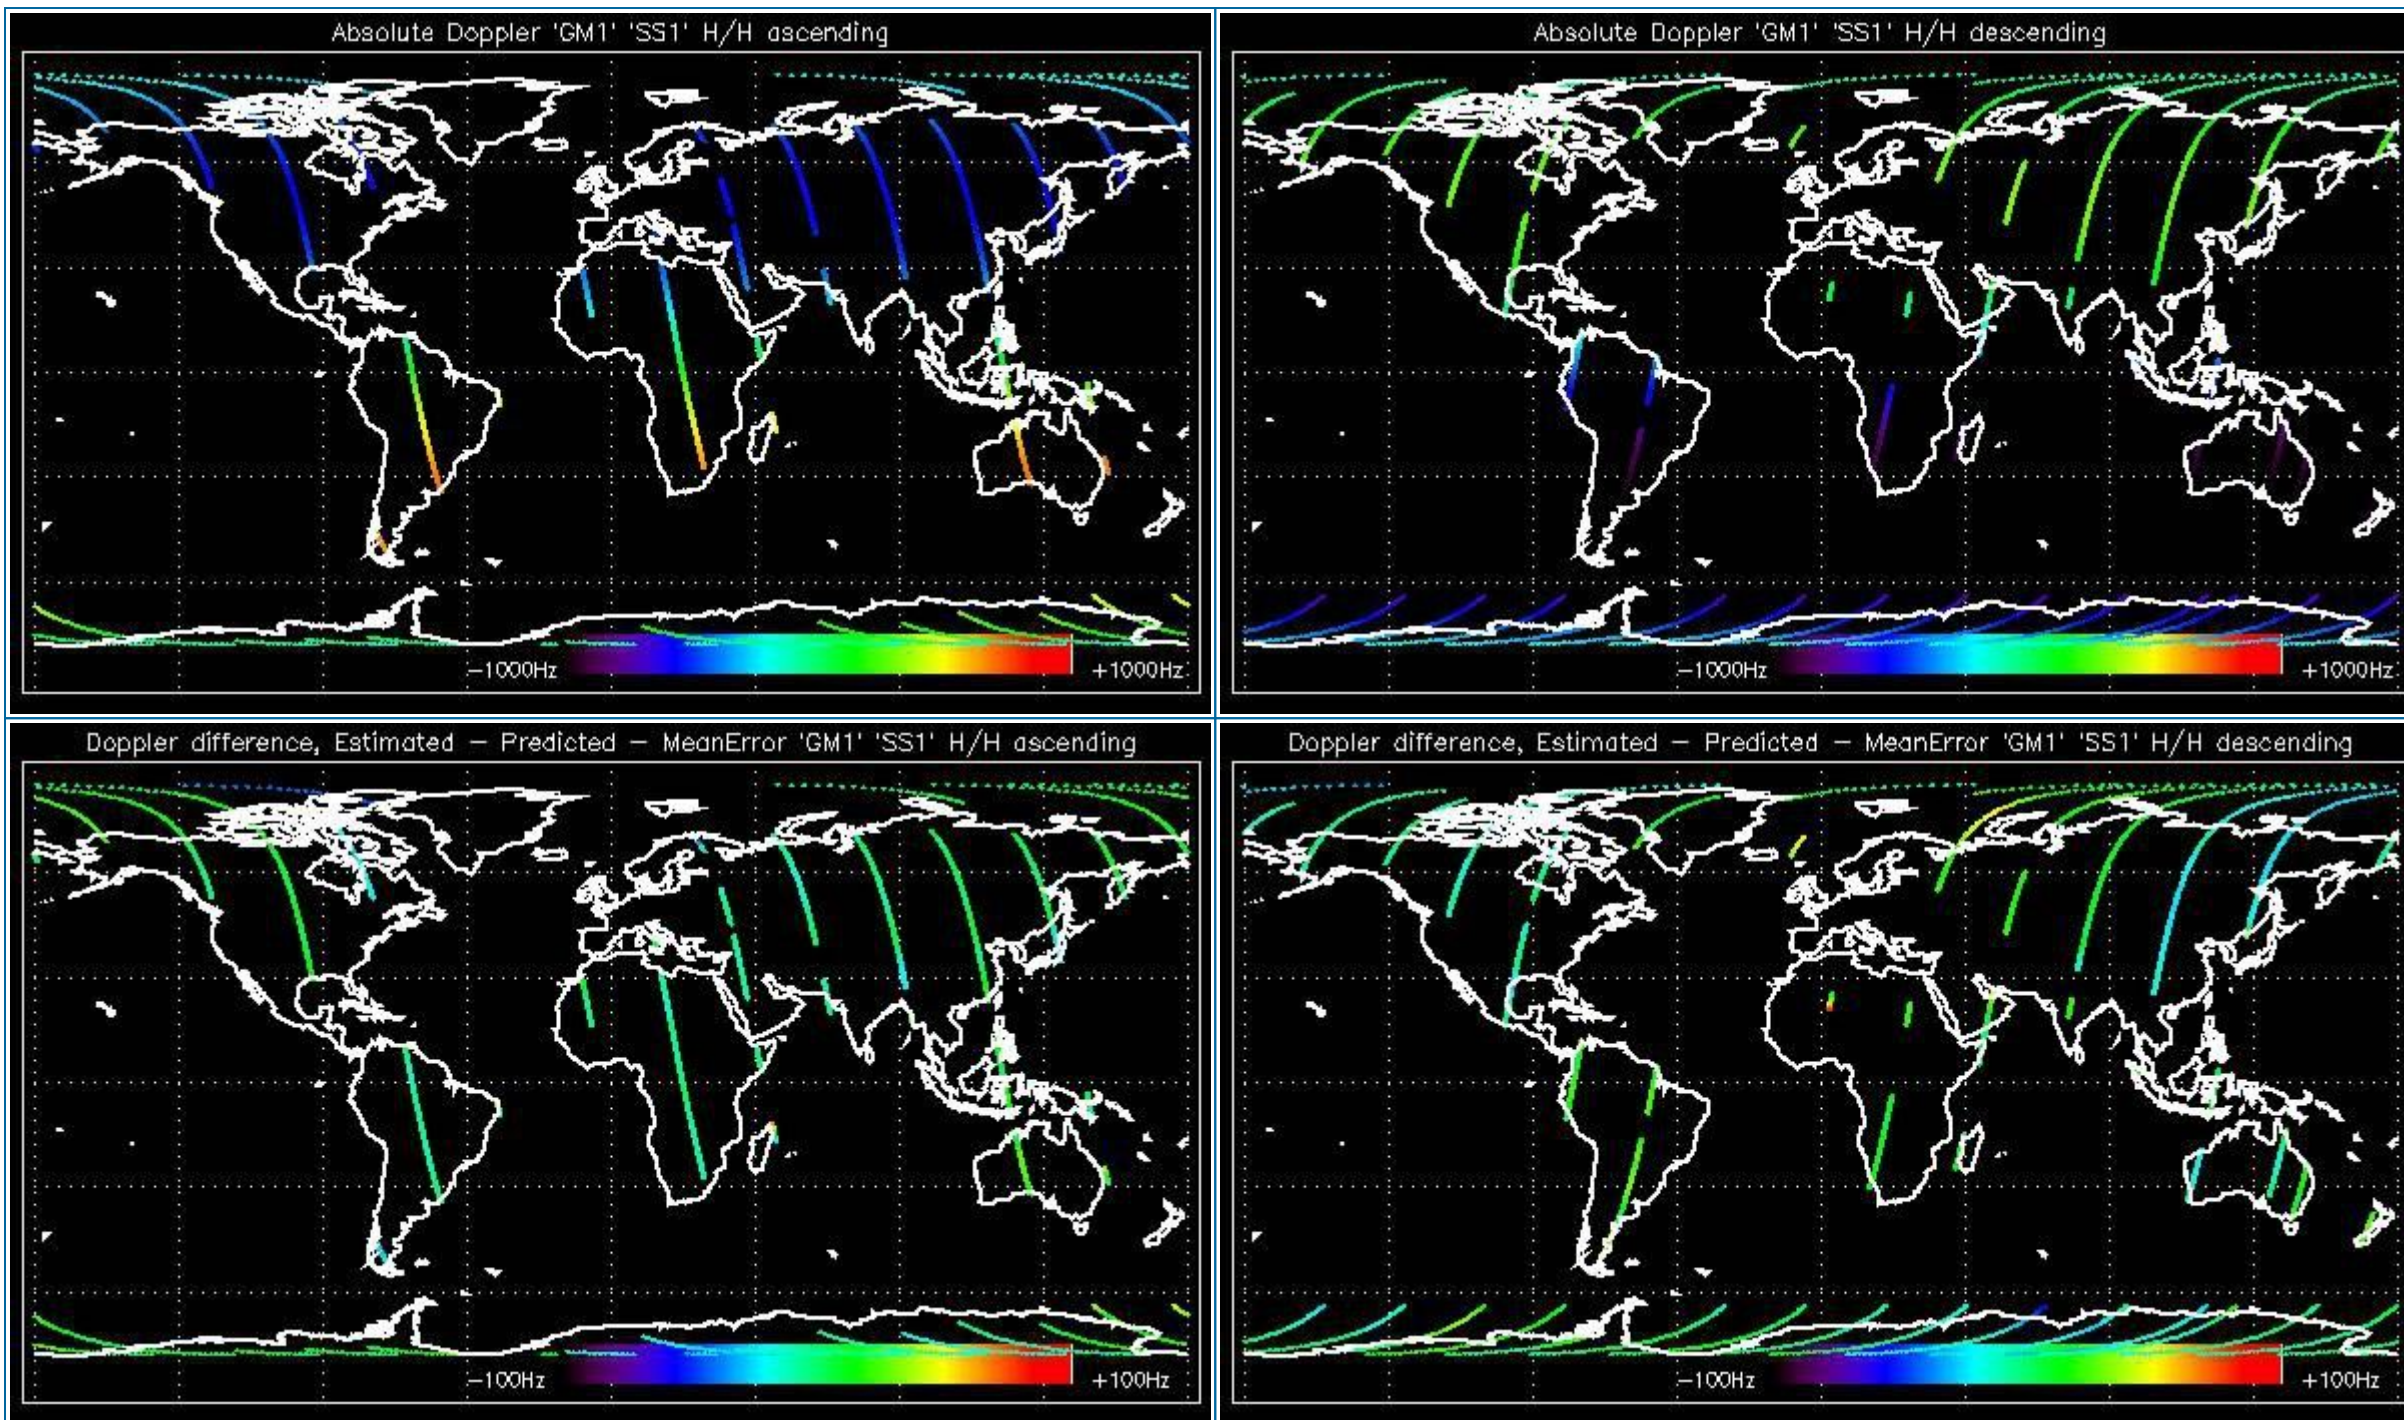 Absolute Doppler 'GM1' 'SS1' H/H ascending
−1000Hz
+1000Hz
Absolute Doppler 'GM1' 'SS1' H/H descending
−1000Hz
+1000Hz
Doppler difference, Estimated − Predicted − MeanError 'GM1' 'SS1' H/H ascending
−100Hz
+100Hz
Doppler difference, Estimated − Predicted − MeanError 'GM1' 'SS1' H/H descending
−100Hz
+100Hz